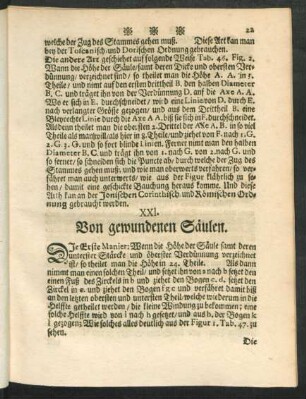 22
welche der Zug des Stammes gehen muß. Diese Art kan man
bey der Toscanisch- und Dorischen Ordnung gebrauchen.
Die andere Art geschiehet auf folgende Weise Tab. 46. Fig. 2.
Wann die Höhe der Säule/samt deren Dicke und obersten Ver-
dünnung/ verzeichnet sind/ so theilet man die Höhe A. A. in 3.
Theile/ und nimt auf den ersten drittheil B. den halben Diameter
B. C. und träget ihn von der Verdünnung D. auf die Axe A. A.
Wo er sich in E. durchschneidet/ wird eine Linie von D. durch E.
nach verlangter Grösse gezogen/ und aus dem Drittheil B. eine
Bleyrechte Linie durch die Axe A A. biß sie sich in F. durchschneidet.
Alsdann theilet man die obersten 2. Drittel der Axe A B. in so viel
Theile als man will/als hier in 5 Theile/und ziehet von F. nach 1. G.
2. G. 3. G. und so fort blinde Linien. Ferner nimt man den halben
Diameter B. C. und trägt ihn von G. nach 1. von 2. nach G. und
so ferner/ so schneiden sich die Puncte ab/ durch welche der Zug des
Stammes gehen muß, und wie man obenwerts verfahren/ so ver-
fähret man auch unterwerts/ wie aus der Figur klährlich zu se-
hen/ damit eine geschickte Bauchung heraus komme. Und diese
Art kan an der Jonischen Corinthisch- und Römischen Ord-
nung gebraucht werden.
XXI.
Von gewundenen Säulen.
DIe Erste Manier: Wenn die Höhe der Säule samt deren
untersten Stärcke und obersten Verdünnung verzeichnet
ist/ so theilet man die Höhe in 24. Theile. Als dann
nimmt man einen solchen Theil/ und setzet ihn von a nach b setzet den
einen Fuß des Zirckels in b und ziehet den Bogen c. d. setzet den
Zirckel in e. und ziehet den Bogen f g c und verfähret damit biß
an den letzten obersten und untersten Theil/welche wiederum in die
Helffte getheilet werden/ um eine kleine Windung zu bekommen; eine
solche Helffte wird von i nach h gesetzet/ und aus h. der Bogen k
i gezogen; Wie solches alles deutlich aus der Figur 1. Tab. 47. zu
sehen.
Die